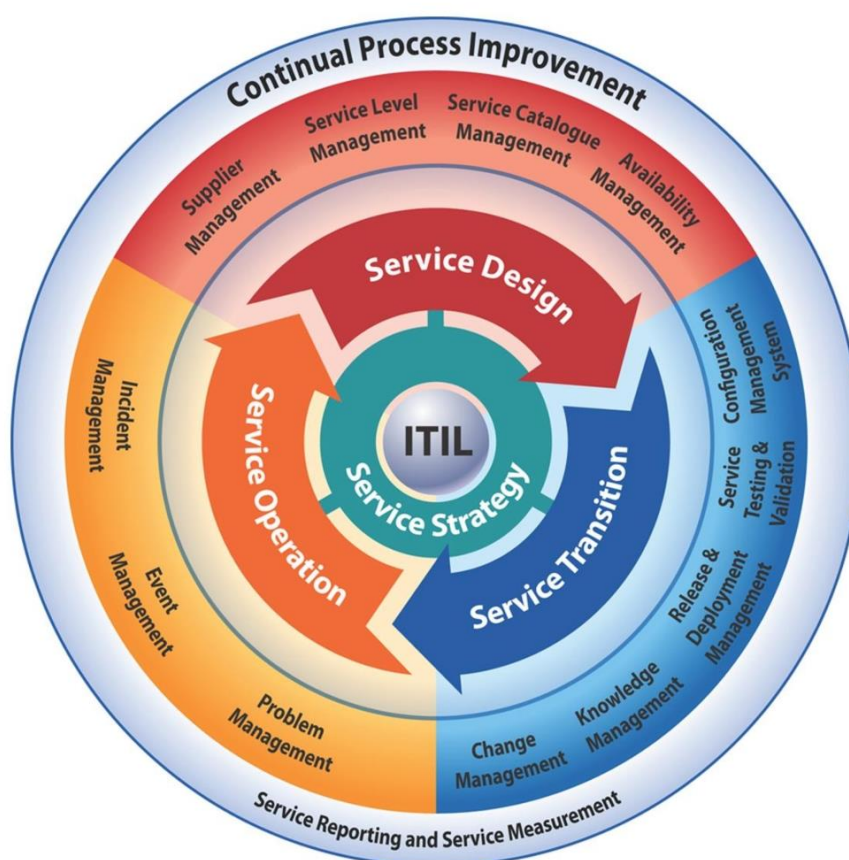 Continual Process Improvement
Supplier
Management
Service Level
Management
Service Catalogue
Management
Availability
Management
Configuration
Management
System
Service
Testing &
Validation
Release &
Deployment
Management
Knowledge
Management
Change
Management
Problem
Management
Event
Management
Incident
Management
Service Design
Service Transition
Service Operation
Service Strategy
ITIL
Service Reporting and Service Measurement